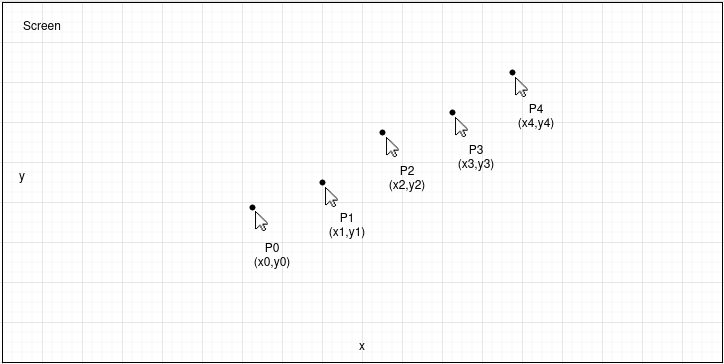 Screen
P4
(x4,y4)
P3
(x3,y3)
P2
(x2,y2)
y
P1
(x1,y1)
P0
(x0,y0)
x